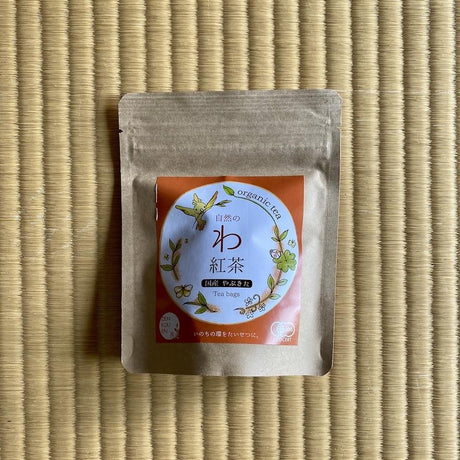 organic tea
自然の
わ
紅茶
国産 やぶきた
Tea bags
いのちの環をたいせつに。